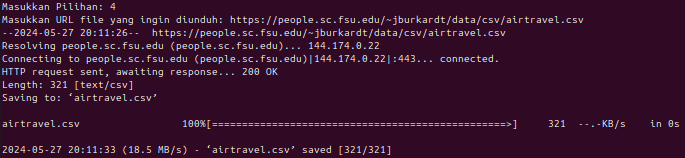 Masukkan Pilihan: 4
Masukkan URL file yang ingin diunduh: https://people.sc.fsu.edu/~jburkardt/data/csv/airtravel.csv
--2024-05-27 20:11:26--  https://people.sc.fsu.edu/~jburkardt/data/csv/airtravel.csv
Resolving people.sc.fsu.edu (people.sc.fsu.edu)... 144.174.0.22
Connecting to people.sc.fsu.edu (people.sc.fsu.edu)|144.174.0.22|:443... connected.
HTTP request sent, awaiting response... 200 OK
Length: 321 [text/csv]
Saving to: ‘airtravel.csv’
airtravel.csv                 100%[=================================================>]     321  --.-KB/s    in 0s
2024-05-27 20:11:33 (18.5 MB/s) - ‘airtravel.csv’ saved [321/321]